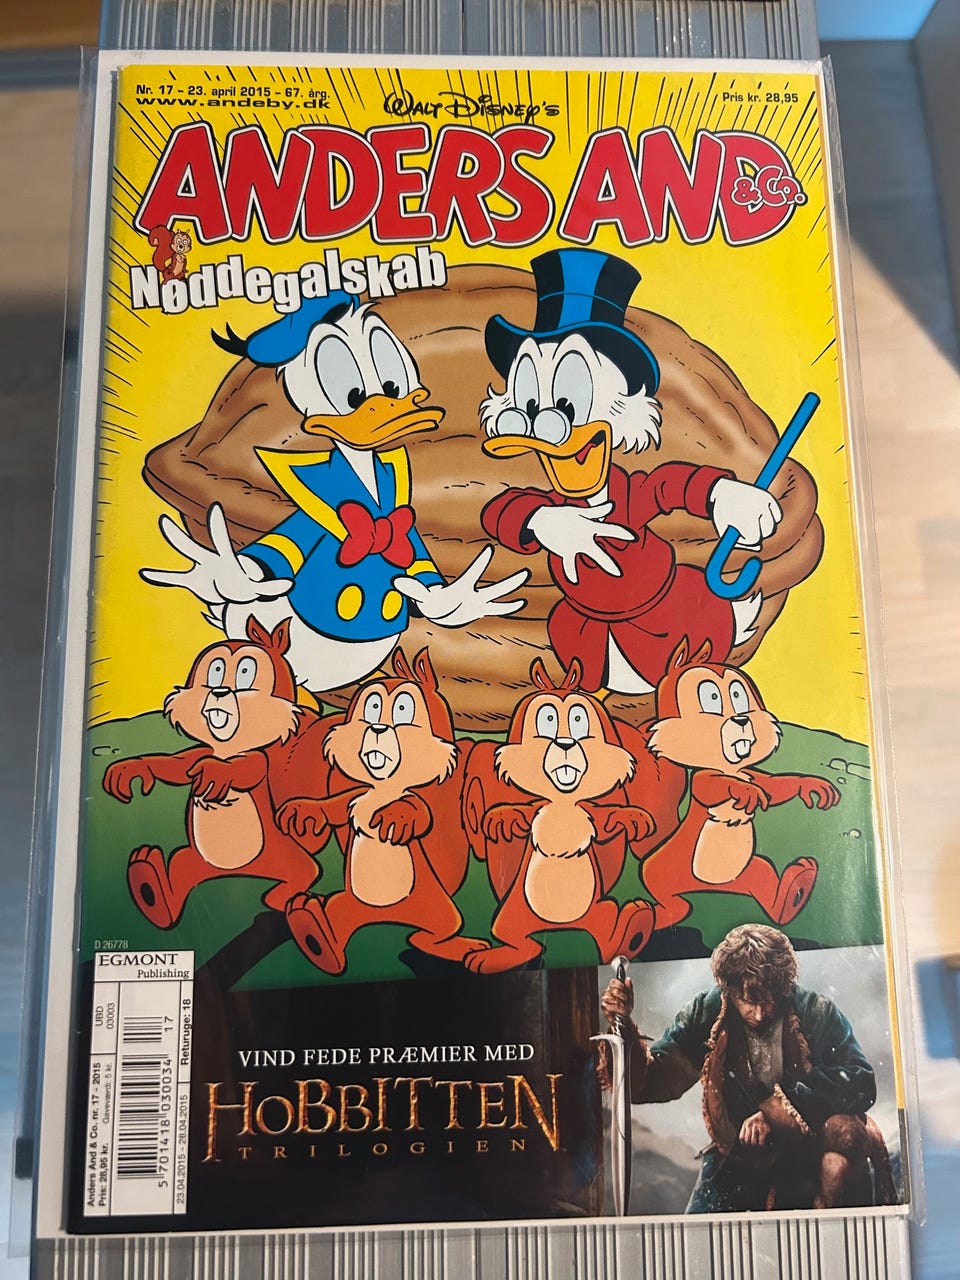 Nr. 17 - 23. april 2015 - 67. årg.
www.andeby.dk
WALT DISNEY'S
Pris kr. 28,95
ANDERS AND
& Co.
Nøddegalskab
D 26778
EGMONT
Publishing
UBD
03003
Anders And & Co. nr. 17 - 2015
Pris: 28,95 kr. Gaveværdi: 5 kr.
17
5 701418 030034
Returuge: 18
23.04.2015 - 28.04.2015
VIND FEDE PRÆMIER MED
HOBBITTEN
TRILOGIEN